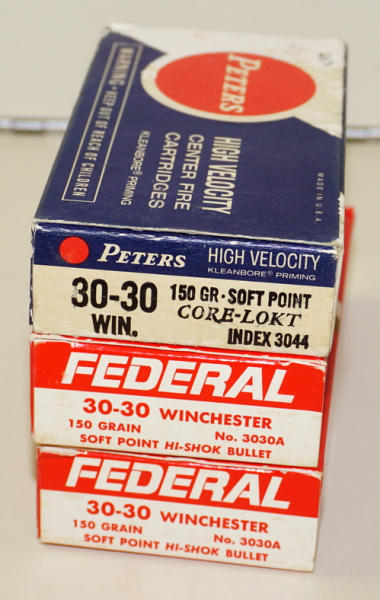 PETERS
HIGH VELOCITY
CENTER FIRE
CARTRIDGES
KLEANBORE® PRIMING
WARNING • KEEP OUT OF REACH OF CHILDREN
MADE IN U.S.A.
PETERS HIGH VELOCITY
KLEANBORE® PRIMING
30-30 150 GR • SOFT POINT
WIN. CORE-LOKT
INDEX 3044
FEDERAL
30-30 WINCHESTER
150 GRAIN No. 3030A
SOFT POINT HI-SHOK BULLET
FEDERAL
30-30 WINCHESTER
150 GRAIN No. 3030A
SOFT POINT HI-SHOK BULLET